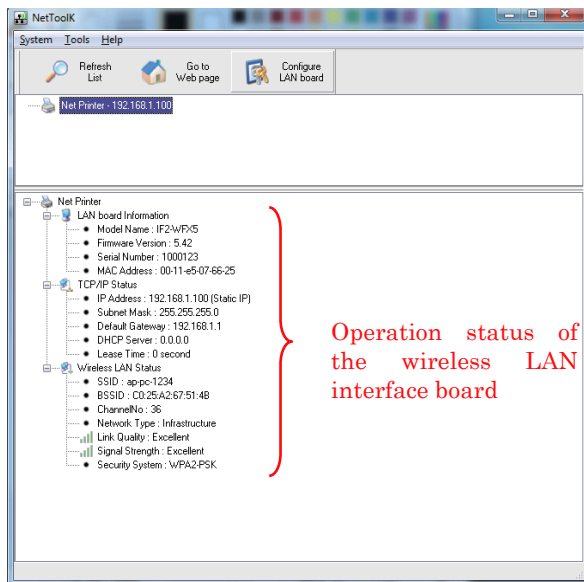 NetToolK
System Tools Help
Refresh List
Go to Web page
Configure LAN board
Net Printer - 192.168.1.100
Net Printer
LAN board Information
Model Name : IF2-WFX5
Firmware Version : 5.42
Serial Number : 1000123
MAC Address : 00-11-e5-07-66-25
TCP/IP Status
IP Address : 192.168.1.100 (Static IP)
Subnet Mask : 255.255.255.0
Default Gateway : 192.168.1.1
DHCP Server : 0.0.0.0
Lease Time : 0 second
Wireless LAN Status
SSID : ap-pc-1234
BSSID : C0:25:A2:67:51:4B
ChannelNo : 36
Network Type : Infrastructure
Link Quality : Excellent
Signal Strength : Excellent
Security System : WPA2-PSK
Operation status of
the wireless LAN
interface board